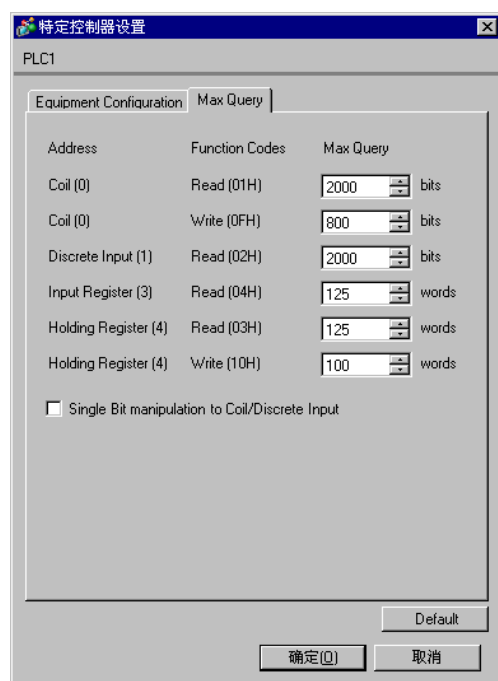 特定控制器设置
PLC1
Equipment Configuration Max Query
Address Function Codes Max Query
Coil (0) Read (01H) 2000 bits
Coil (0) Write (0FH) 800 bits
Discrete Input (1) Read (02H) 2000 bits
Input Register (3) Read (04H) 125 words
Holding Register (4) Read (03H) 125 words
Holding Register (4) Write (10H) 100 words
Single Bit manipulation to Coil/Discrete Input
Default
确定(O) 取消